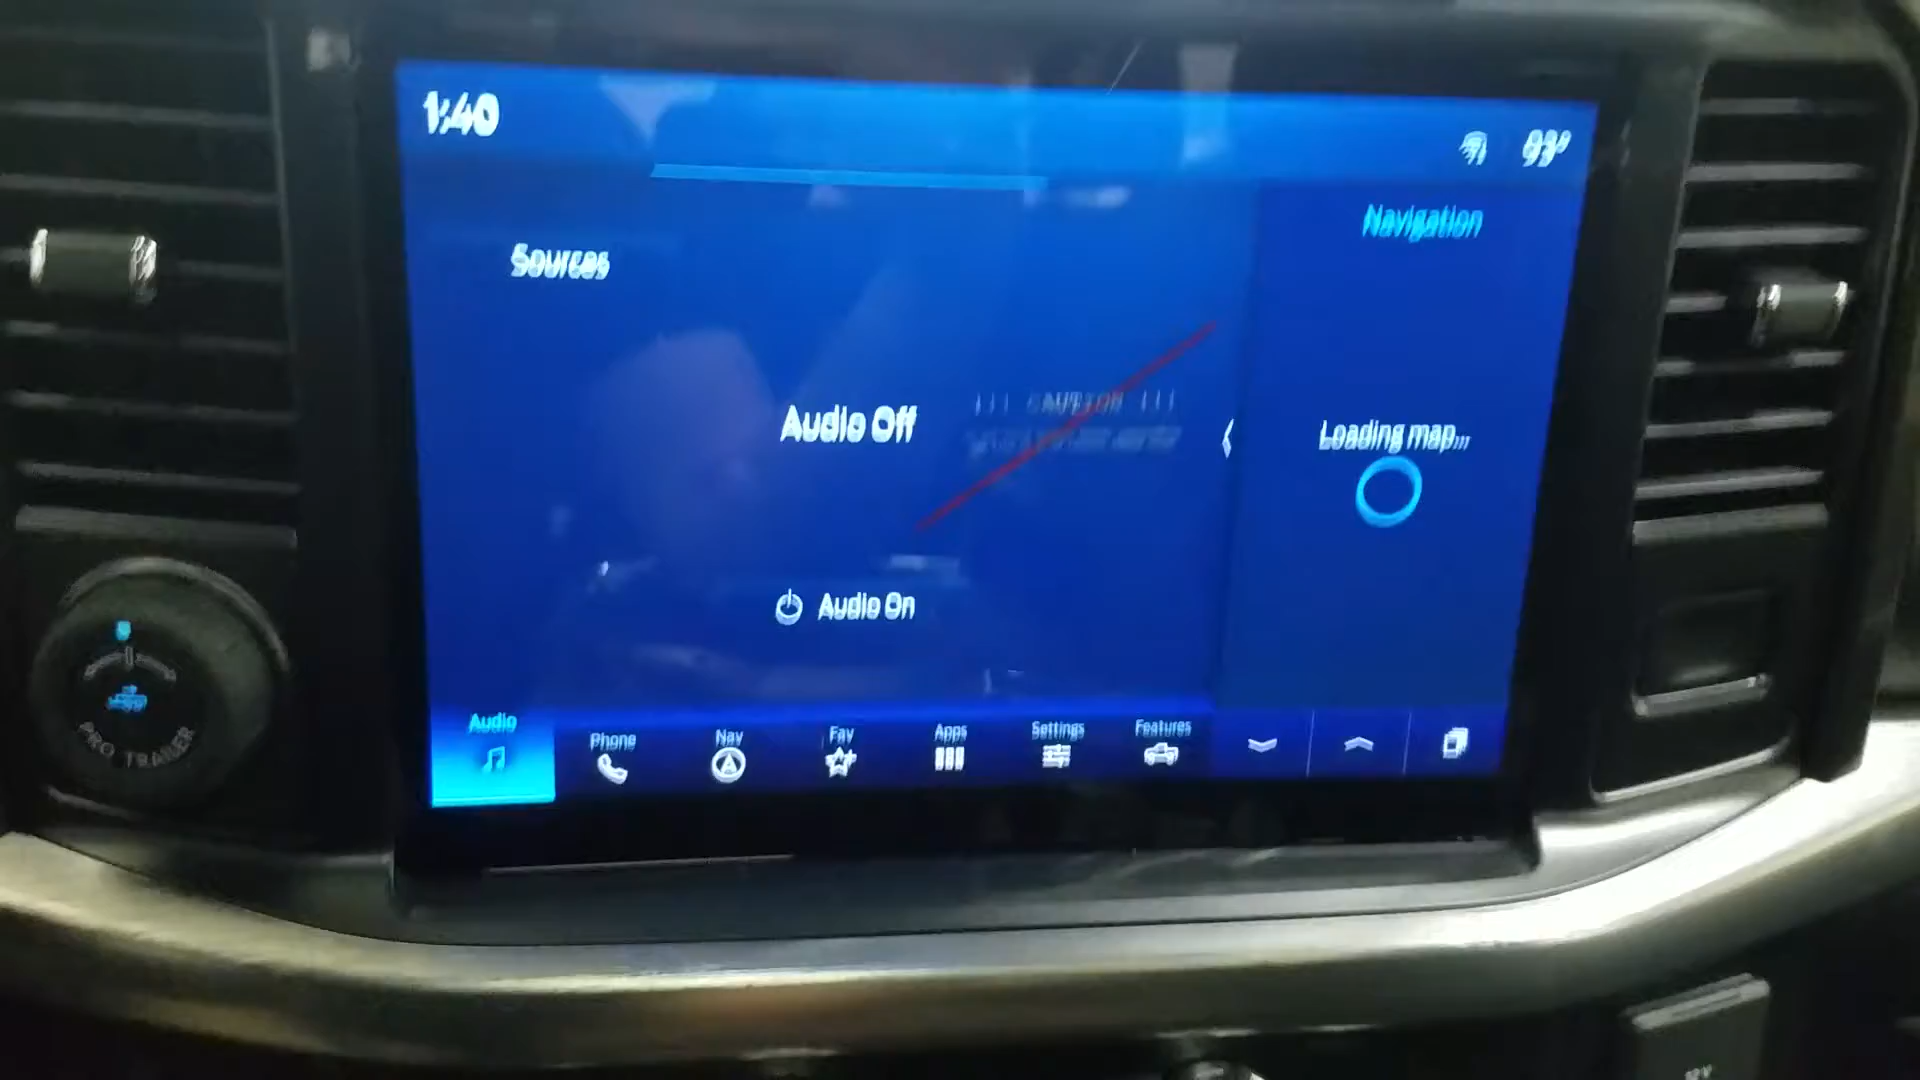 1:40
93°
Navigation
Sources
!!! CAUTION !!!
Audio Off
Loading map...
Audio On
Audio
Phone
Nav
Fav
Apps
Settings
Features
PRO TRAILER